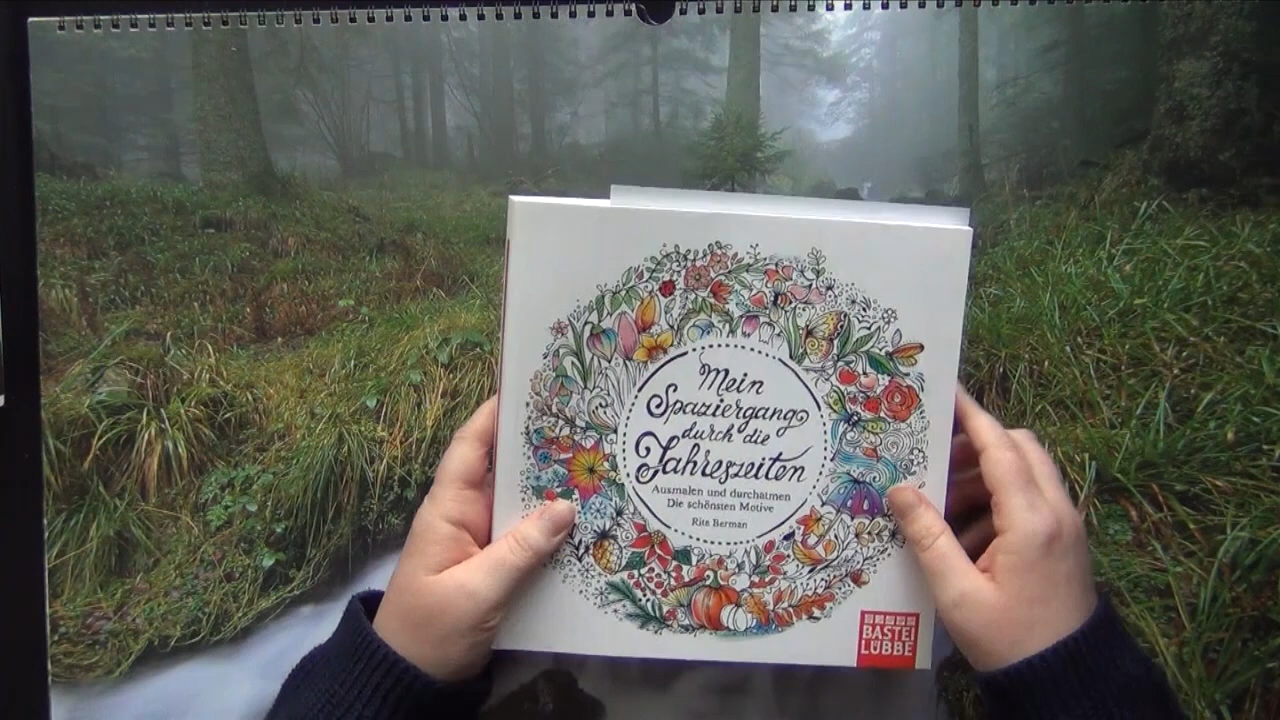 Mein
Spaziergang
durch die
Jahreszeiten
Ausmalen und durchatmen
Die schönsten Motive
Rita Berman
BASTEI
LÜBBE